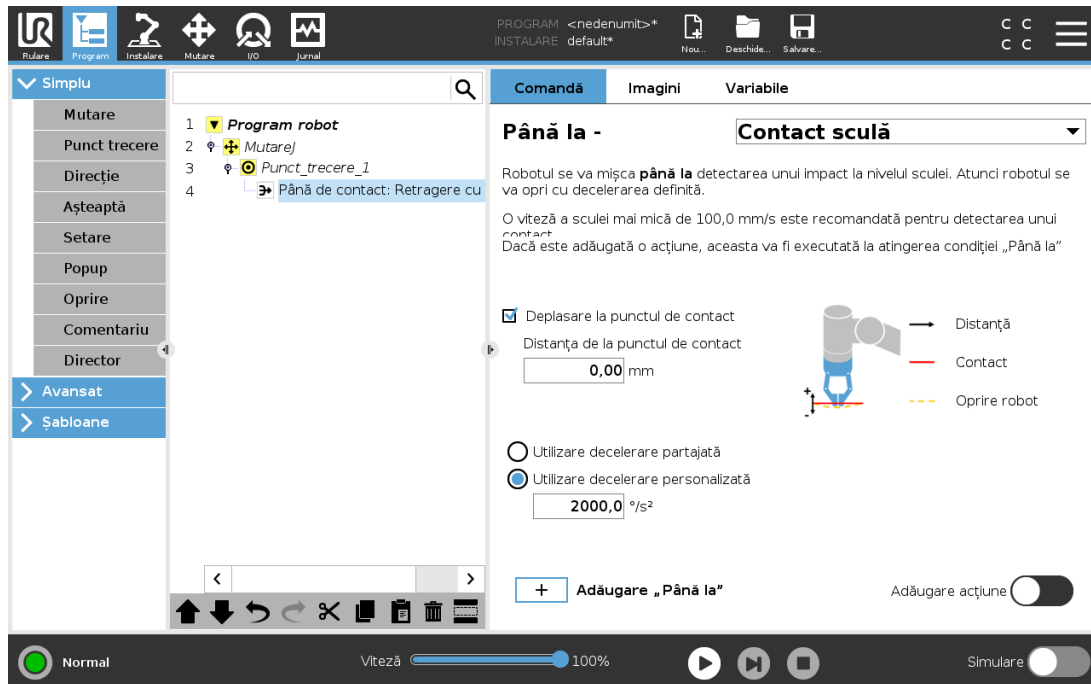 PROGRAM <nedenumit>*
INSTALARE default*
UR
Rulare
Program
Instalare
Mutare
I/O
Jurnal
Nou...
Deschide...
Salvare...
C C
C C
Simplu
Mutare
Punct trecere
Direcție
Așteaptă
Setare
Popup
Oprire
Comentariu
Director
Avansat
Șabloane
1 Program robot
2 MutareJ
3 Punct_trecere_1
4 Până de contact: Retragere cu
Comandă
Imagini
Variabile
Până la -
Contact sculă
Robotul se va mișca până la detectarea unui impact la nivelul sculei. Atunci robotul se
va opri cu decelerarea definită.
O viteză a sculei mai mică de 100,0 mm/s este recomandată pentru detectarea unui
contact
Dacă este adăugată o acțiune, aceasta va fi executată la atingerea condiției „Până la”
Deplasare la punctul de contact
Distanța de la punctul de contact
0,00 mm
+
-
Distanță
Contact
Oprire robot
Utilizare decelerare partajată
Utilizare decelerare personalizată
2000,0 °/s²
+ Adăugare „Până la”
Adăugare acțiune
Normal
Viteză
100%
Simulare